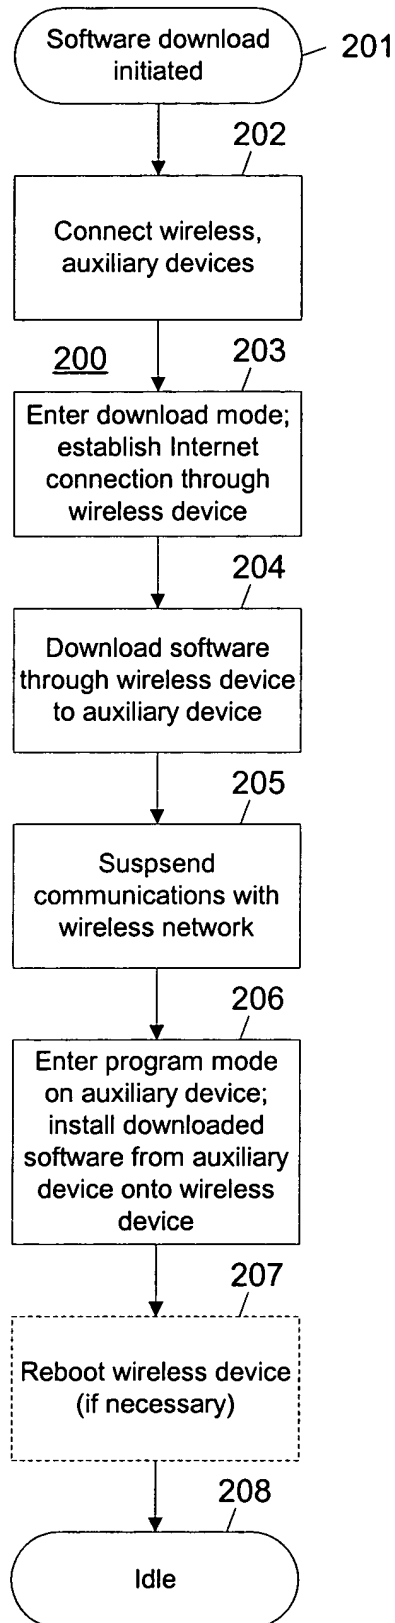 Software download
initiated
201
202
Connect wireless,
auxiliary devices
200
203
Enter download mode;
establish Internet
connection through
wireless device
204
Download software
through wireless device
to auxiliary device
205
Suspsend
communications with
wireless network
206
Enter program mode
on auxiliary device;
install downloaded
software from auxiliary
device onto wireless
device
207
Reboot wireless device
(if necessary)
208
Idle